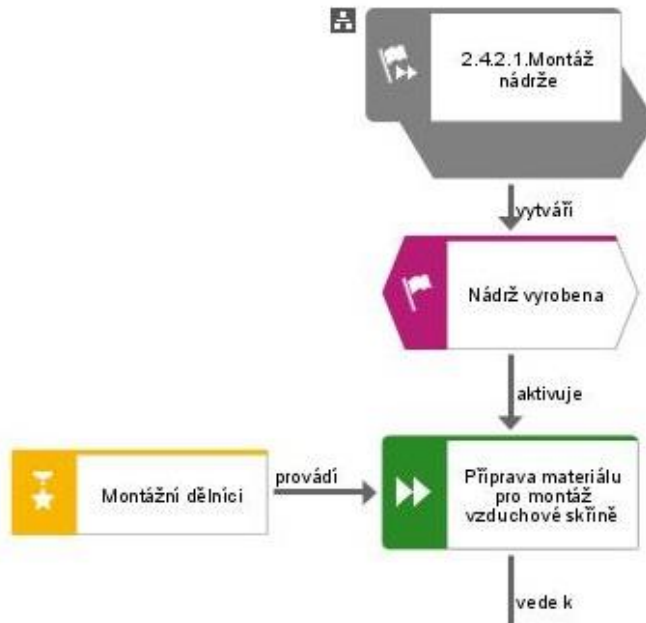 2.4.2.1.Montáž
nádrže
vytváří
Nádrž vyrobena
aktivuje
Montážní dělníci
provádí
Příprava materiálu
pro montáž
vzduchové skříně
vede k